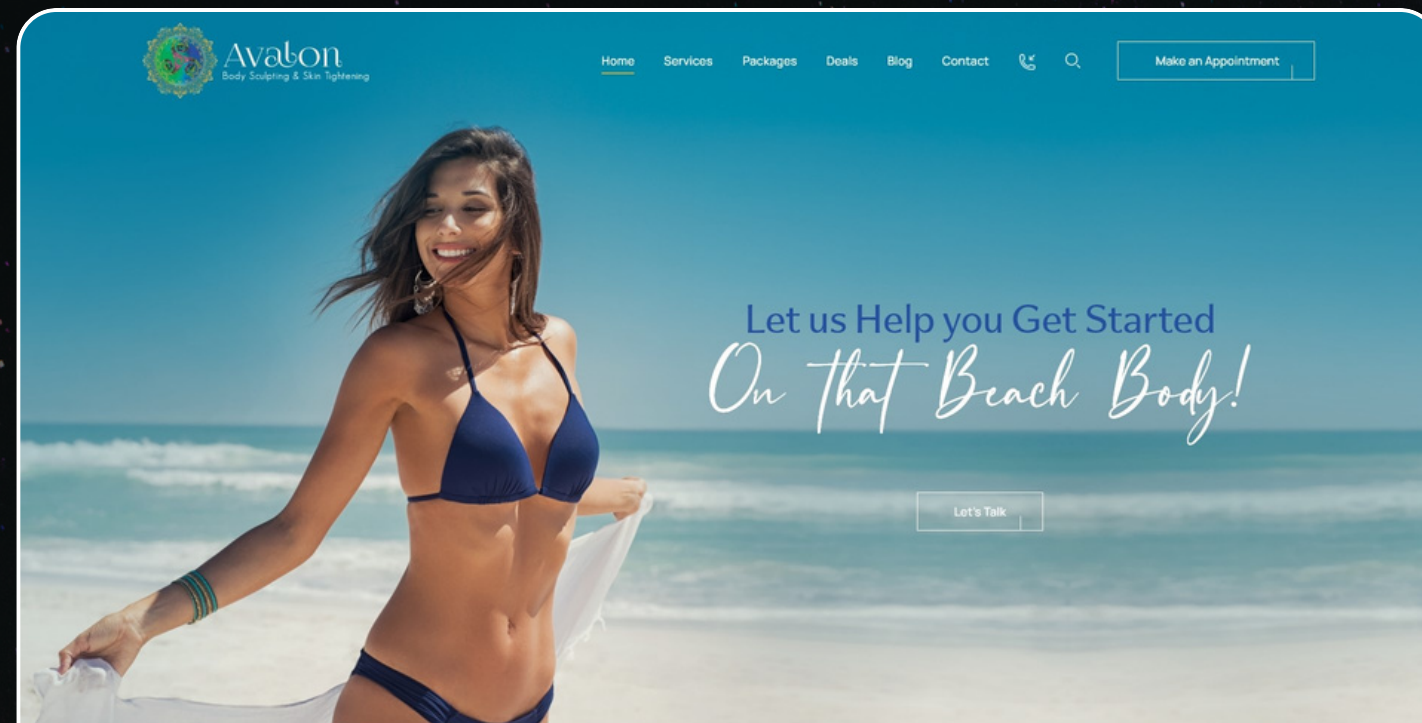 Avalon
Body Sculpting & Skin Tightening
Home Services Packages Deals Blog Contact Make an Appointment
Let us Help you Get Started
On that Beach Body!
Let's Talk